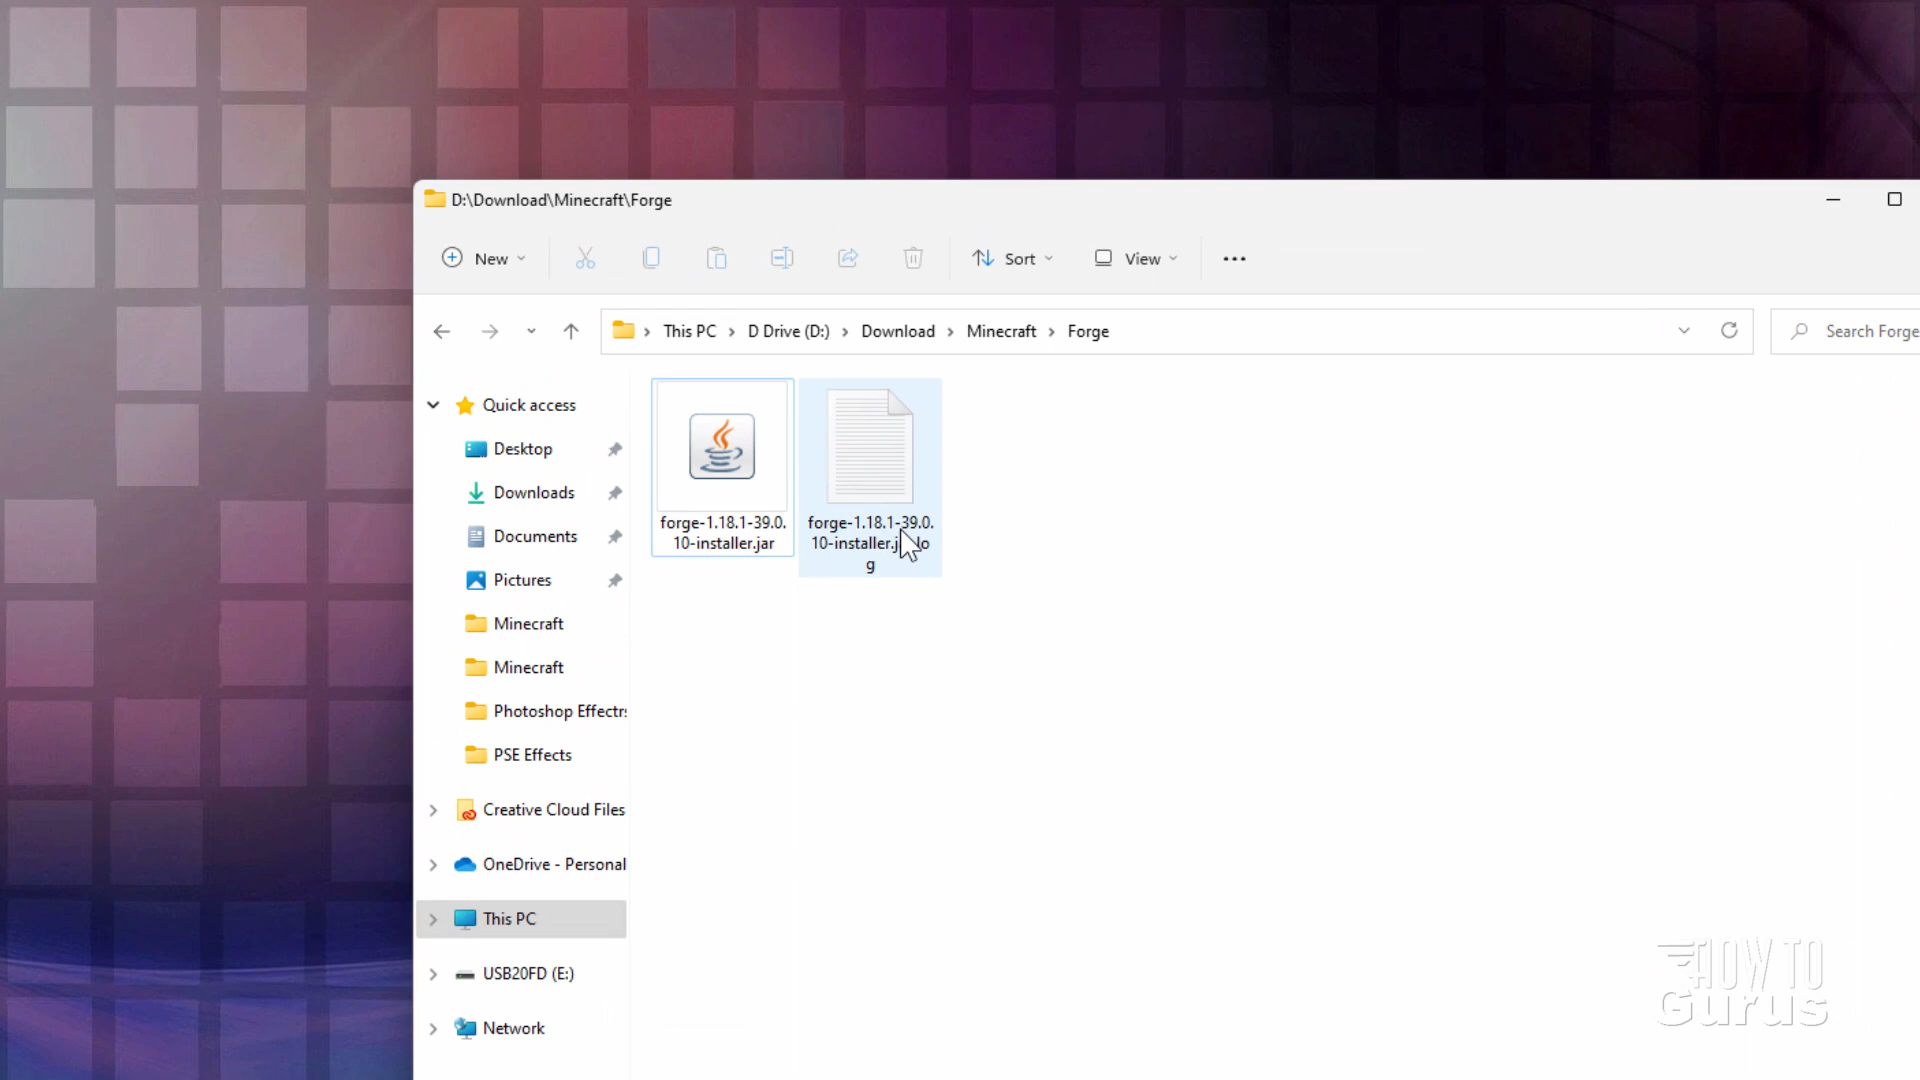 D:\Download\Minecraft\Forge
New
Sort
View
This PC
D Drive (D:)
Download
Minecraft
Forge
Search Forge
Quick access
Desktop
Downloads
Documents
Pictures
Minecraft
Minecraft
Photoshop Effects
PSE Effects
Creative Cloud Files
OneDrive - Personal
This PC
USB20FD (E:)
Network
forge-1.18.1-39.0.
10-installer.jar
forge-1.18.1-39.0.
10-installer.j
g
HOW TO
Gurus